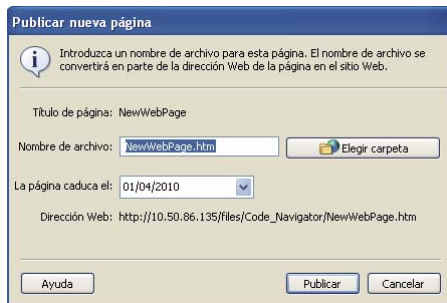 Publicar nueva página
Introduzca un nombre de archivo para esta página. El nombre de archivo se
convertirá en parte de la dirección Web de la página en el sitio Web.
Título de página: NewWebPage
Nombre de archivo: NewWebPage.htm Elegir carpeta
La página caduca el: 01/04/2010
Dirección Web: http://10.50.86.135/files/Code_Navigator/NewWebPage.htm
Ayuda Publicar Cancelar